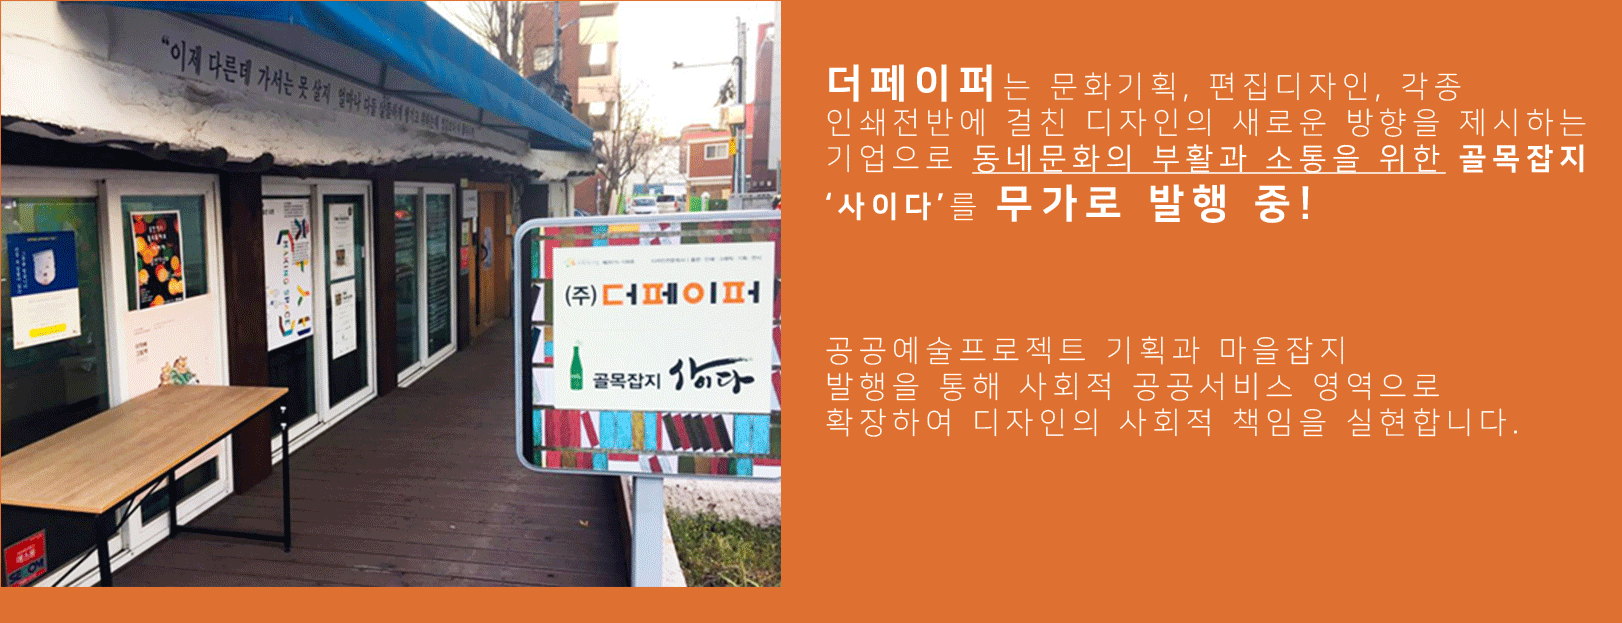 "이제 다른데 가서는 못 살지
(주)더페이퍼
골목잡지 사이다
MAKING SPACE
더페이퍼는 문화기획, 편집디자인, 각종
인쇄전반에 걸친 디자인의 새로운 방향을 제시하는
기업으로 동네문화의 부활과 소통을 위한 골목잡지
‘사이다’를 무가로 발행 중!
공공예술프로젝트 기획과 마을잡지
발행을 통해 사회적 공공서비스 영역으로
확장하여 디자인의 사회적 책임을 실현합니다.